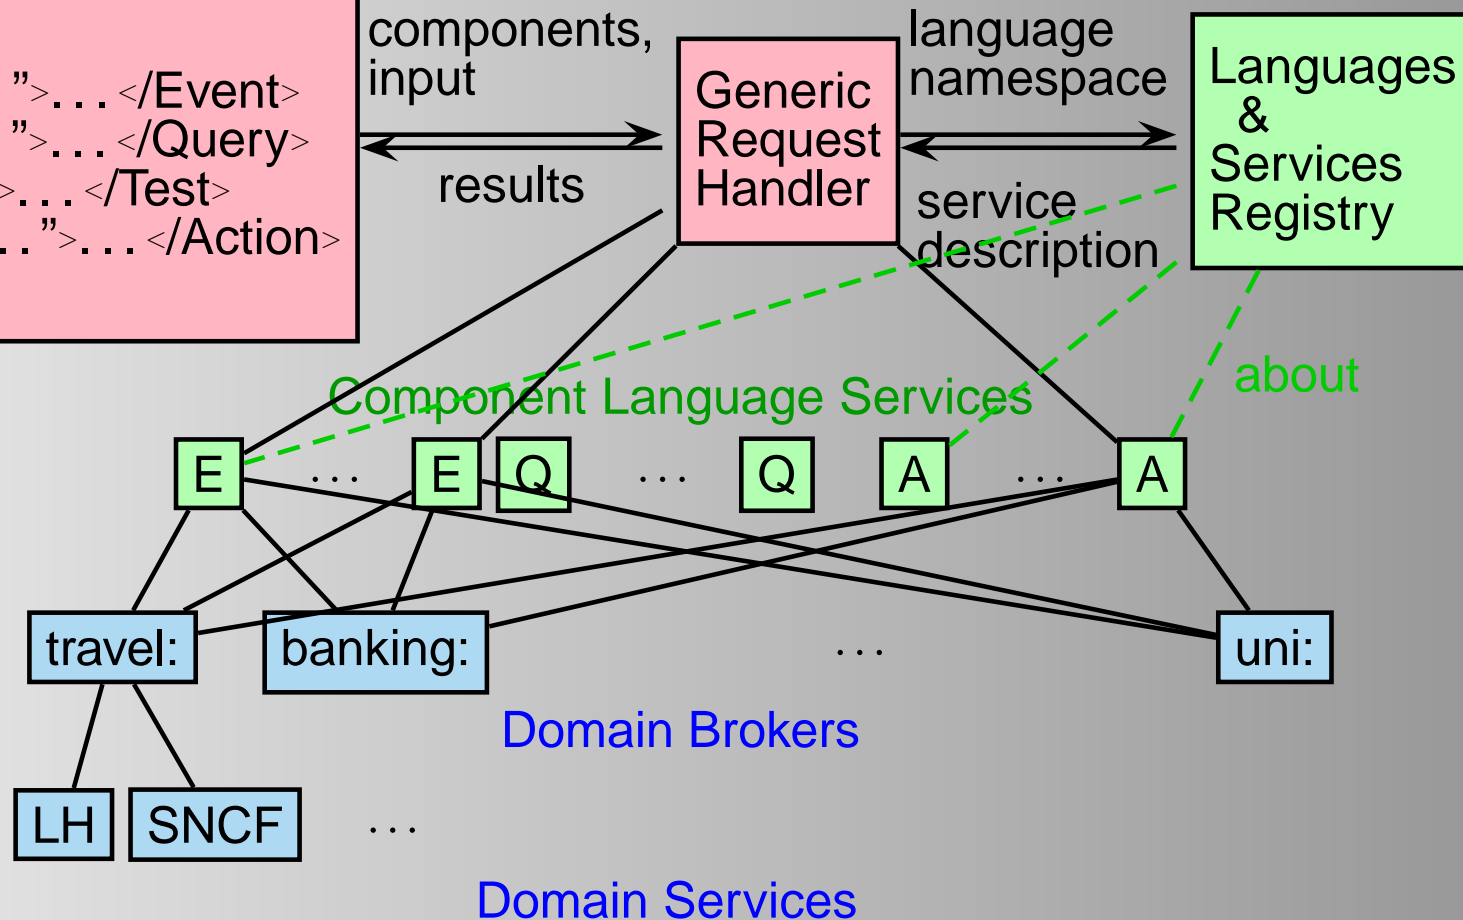 components,
input
”>. . . </Event>
”>. . . </Query>
>. . . </Test>
. . ”>. . . </Action>
results
Generic
Request
Handler
language
namespace
service
description
Languages
&
Services
Registry
about
Component Language Services
E . . . E Q . . . Q A . . . A
travel: banking: . . . uni:
Domain Brokers
LH SNCF . . .
Domain Services